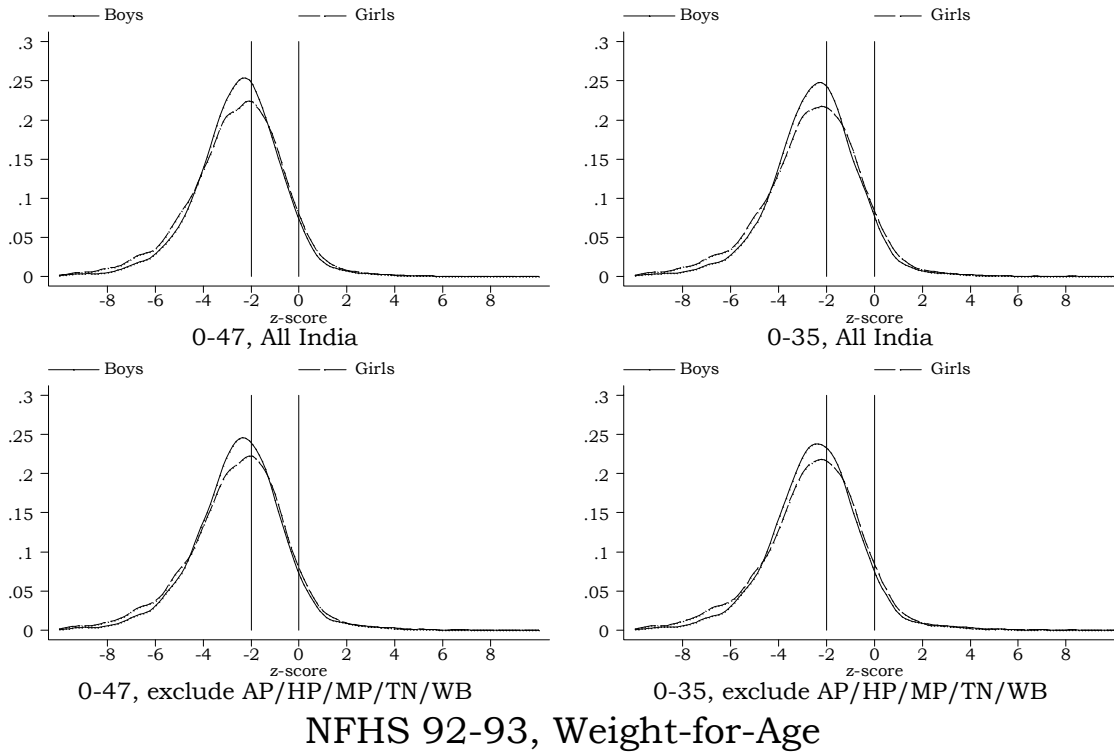 Boys Girls Boys Girls
.3 .3
.25 .25
.2 .2
.15 .15
.1 .1
.05 .05
0 0
-8 -6 -4 -2 0 2 4 6 8 -8 -6 -4 -2 0 2 4 6 8
z-score z-score
0-47, All India 0-35, All India
Boys Girls Boys Girls
.3 .3
.25 .25
.2 .2
.15 .15
.1 .1
.05 .05
0 0
-8 -6 -4 -2 0 2 4 6 8 -8 -6 -4 -2 0 2 4 6 8
z-score z-score
0-47, exclude AP/HP/MP/TN/WB 0-35, exclude AP/HP/MP/TN/WB
NFHS 92-93, Weight-for-Age